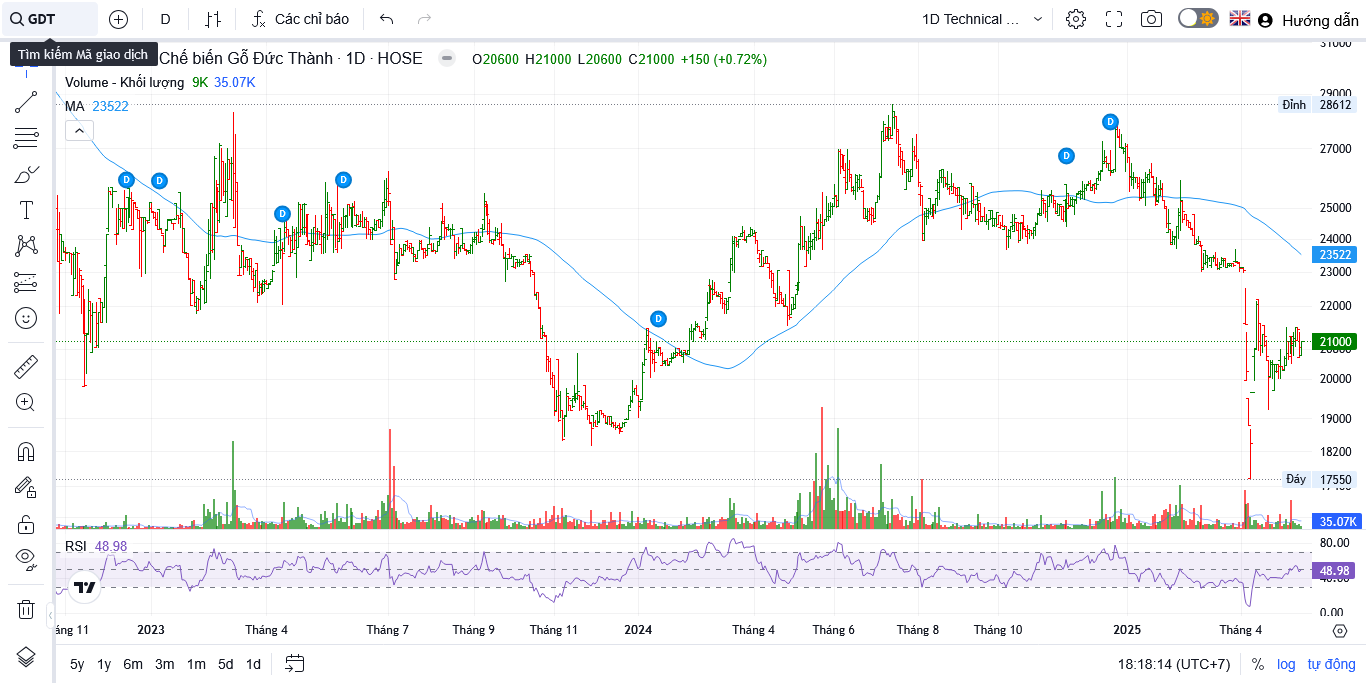 GDT D Các chỉ báo 1D Technical ... Hướng dẫn
Tìm kiếm Mã giao dịch
Chế biến Gỗ Đức Thành · 1D · HOSE O20600 H21000 L20600 C21000 +150 (+0.72%)
Volume - Khối lượng 9K 35.07K
MA 23522
31000
29000
Đỉnh 28612
27000
25000
24000
23522
23000
22000
21000
20000
19000
18200
Đáy 17550
35.07K
D D D D D D D
RSI 48.98
80.00
48.98
40.00
0.00
áng 11 2023 Tháng 4 Tháng 7 Tháng 9 Tháng 11 2024 Tháng 4 Tháng 6 Tháng 8 Tháng 10 2025 Tháng 4
5y 1y 6m 3m 1m 5d 1d 18:18:14 (UTC+7) % log tự động